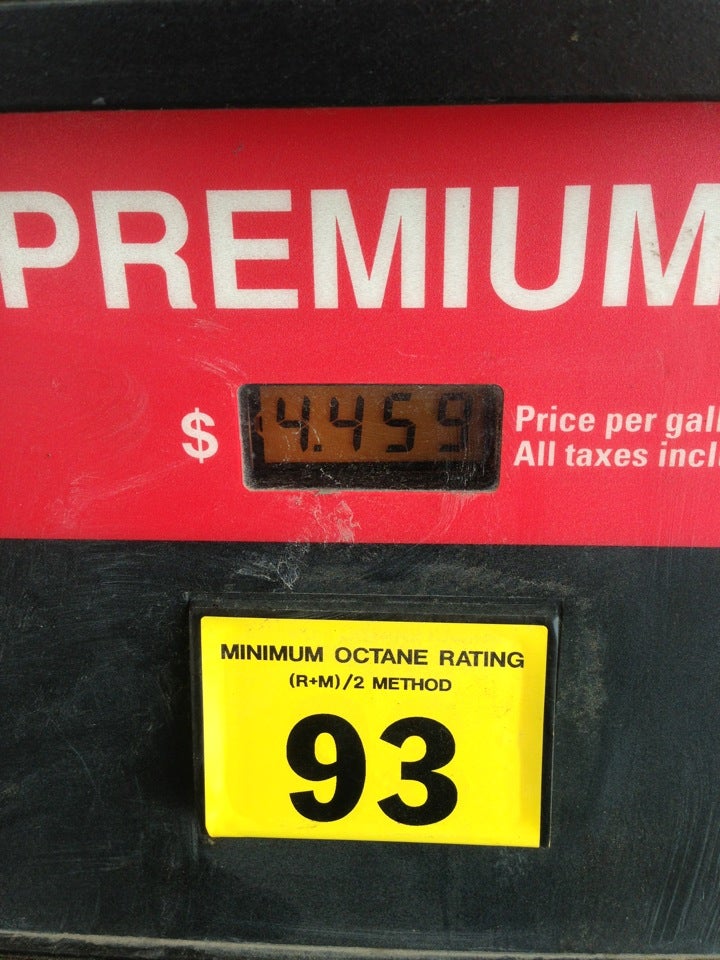 PREMIUM
$ 4.459
Price per gall
All taxes incl
MINIMUM OCTANE RATING
(R+M)/2 METHOD
93